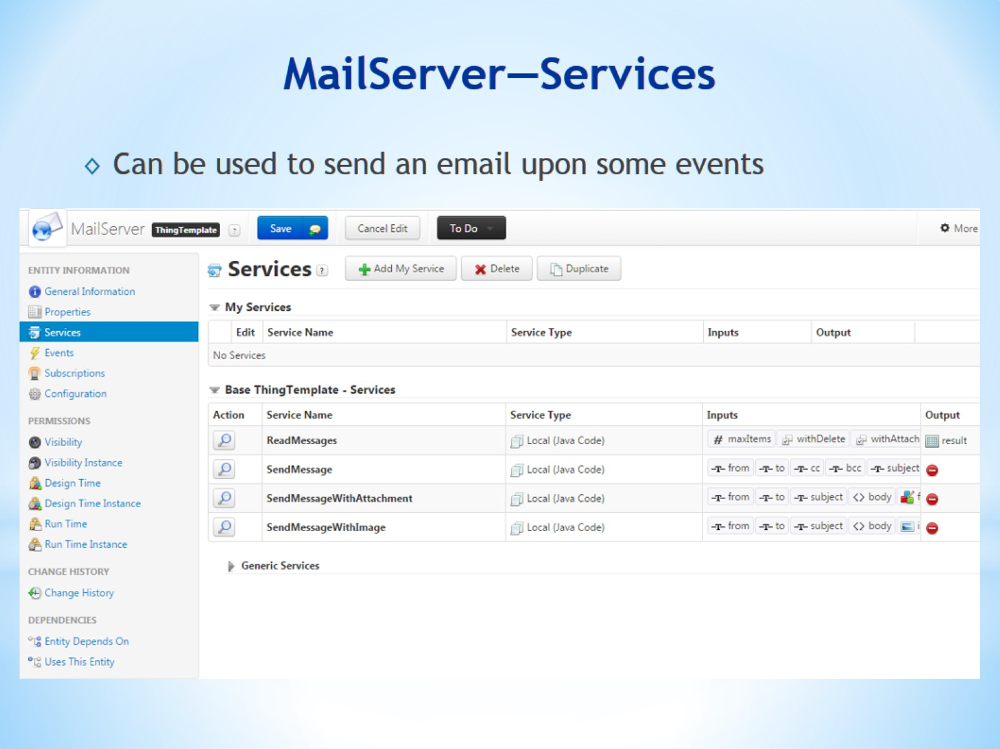 MailServer—Services
Can be used to send an email upon some events
MailServer ThingTemplate ? Save Cancel Edit To Do More
ENTITY INFORMATION
General Information
Properties
Services
Events
Subscriptions
Configuration
PERMISSIONS
Visibility
Visibility Instance
Design Time
Design Time Instance
Run Time
Run Time Instance
CHANGE HISTORY
Change History
DEPENDENCIES
Entity Depends On
Uses This Entity
Services ? Add My Service Delete Duplicate
My Services
Edit Service Name Service Type Inputs Output
No Services
Base ThingTemplate - Services
Action Service Name Service Type Inputs Output
ReadMessages Local (Java Code) # maxItems withDelete withAttach result
SendMessage Local (Java Code) -T- from -T- to -T- cc -T- bcc -T- subject
SendMessageWithAttachment Local (Java Code) -T- from -T- to -T- subject <> body f
SendMessageWithImage Local (Java Code) -T- from -T- to -T- subject <> body i
Generic Services